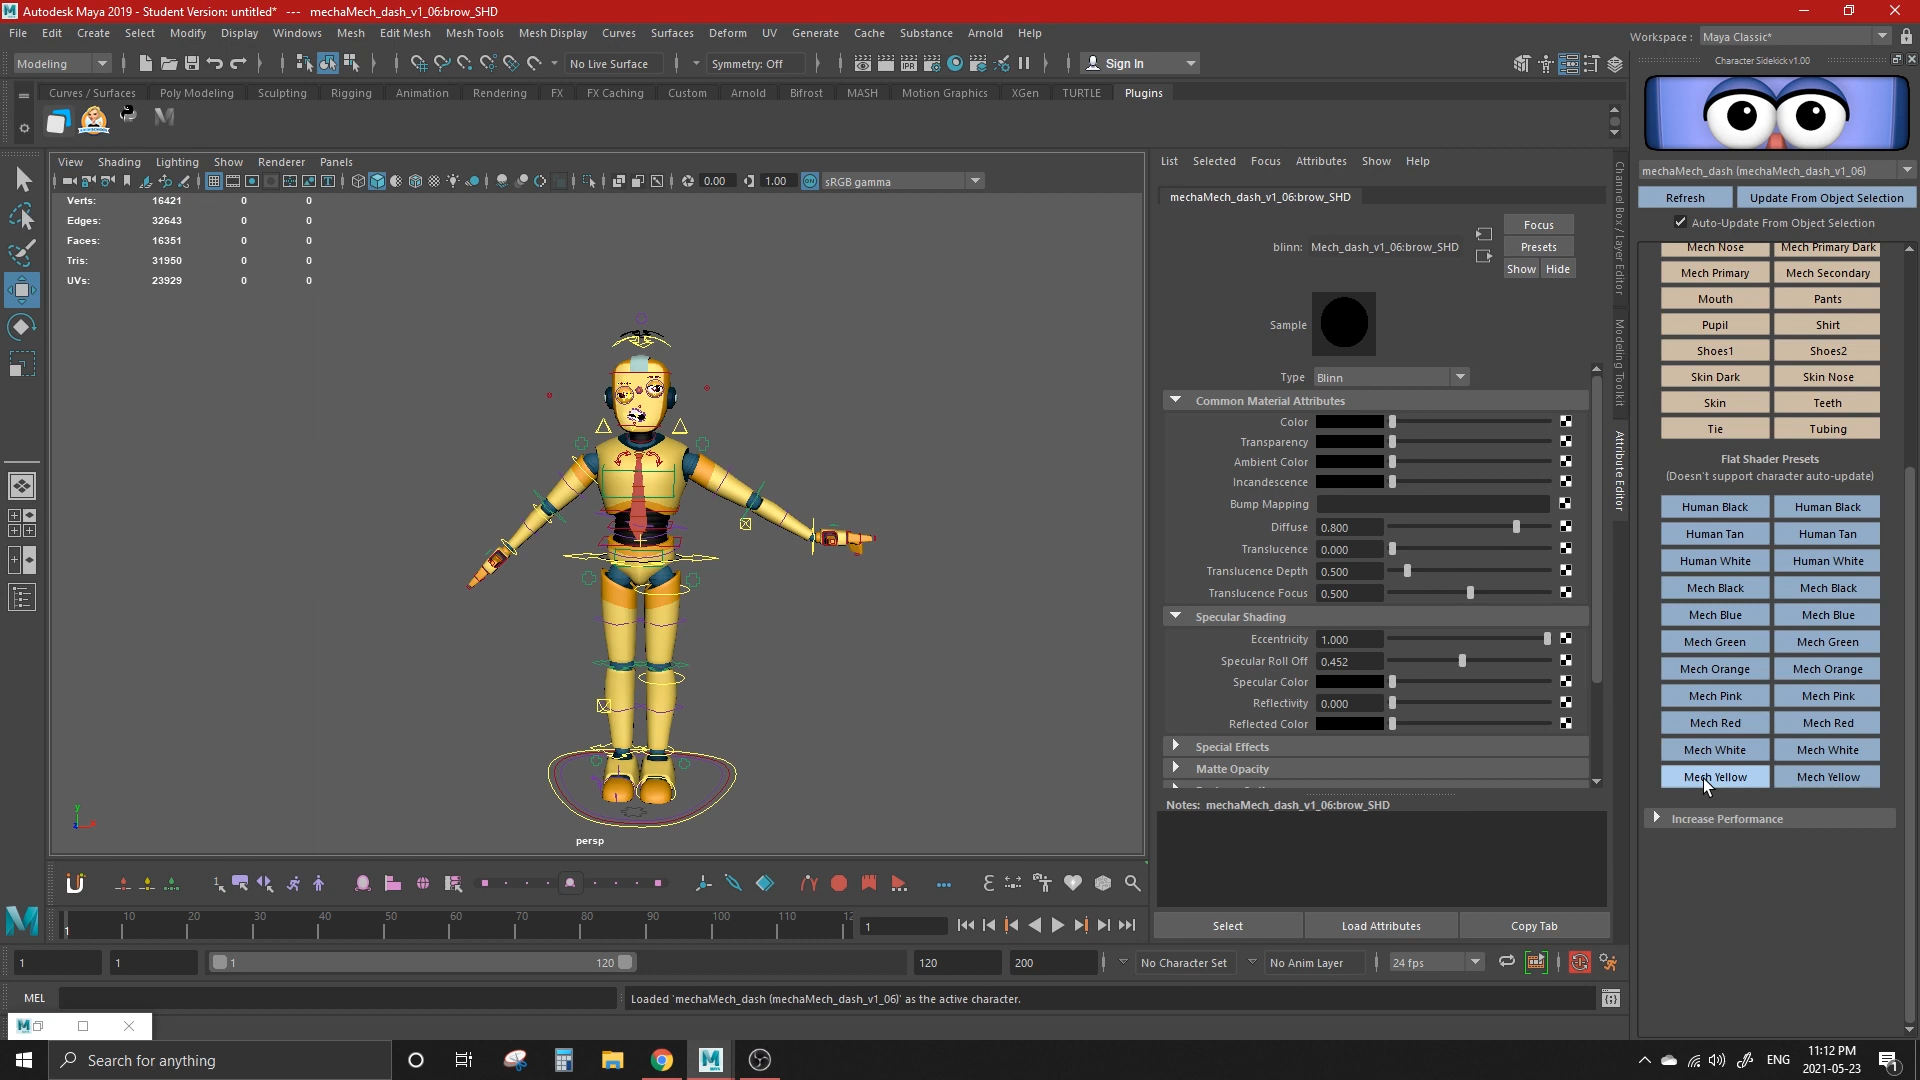 Autodesk Maya 2019 - Student Version: untitled*   ---   mechaMech_dash_v1_06:brow_SHD
File Edit Create Select Modify Display Windows Mesh Edit Mesh Mesh Tools Mesh Display Curves Surfaces Deform UV Generate Cache Substance Arnold Help
Workspace : Maya Classic*
Modeling No Live Surface Symmetry: Off Sign In
Character Sidekick v1.00
Curves / Surfaces Poly Modeling Sculpting Rigging Animation Rendering FX FX Caching Custom Arnold Bifrost MASH Motion Graphics XGen TURTLE Plugins
View Shading Lighting Show Renderer Panels
0.00 1.00 sRGB gamma
Verts: 16421 0 0
Edges: 32643 0 0
Faces: 16351 0 0
Tris: 31950 0 0
UVs: 23929 0 0
persp
List Selected Focus Attributes Show Help
mechaMech_dash_v1_06:brow_SHD
Focus
blinn: Mech_dash_v1_06:brow_SHD Presets
Show Hide
Sample
Type Blinn
Common Material Attributes
Color
Transparency
Ambient Color
Incandescence
Bump Mapping
Diffuse 0.800
Translucence 0.000
Translucence Depth 0.500
Translucence Focus 0.500
Specular Shading
Eccentricity 1.000
Specular Roll Off 0.452
Specular Color
Reflectivity 0.000
Reflected Color
Special Effects
Matte Opacity
Notes: mechaMech_dash_v1_06:brow_SHD
Select Load Attributes Copy Tab
Channel Box / Layer Editor
Modeling Toolkit
Attribute Editor
mechaMech_dash (mechaMech_dash_v1_06)
Refresh Update From Object Selection
Auto-Update From Object Selection
Mech Nose Mech Primary Dark
Mech Primary Mech Secondary
Mouth Pants
Pupil Shirt
Shoes1 Shoes2
Skin Dark Skin Nose
Skin Teeth
Tie Tubing
Flat Shader Presets
(Doesn't support character auto-update)
Human Black Human Black
Human Tan Human Tan
Human White Human White
Mech Black Mech Black
Mech Blue Mech Blue
Mech Green Mech Green
Mech Orange Mech Orange
Mech Pink Mech Pink
Mech Red Mech Red
Mech White Mech White
Mech Yellow Mech Yellow
Increase Performance
1 10 20 30 40 50 60 70 80 90 100 110 12 1
1 1 1 120 120 200 No Character Set No Anim Layer 24 fps
MEL Loaded 'mechaMech_dash (mechaMech_dash_v1_06)' as the active character.
Search for anything
ENG 11:12 PM
2021-05-23
1